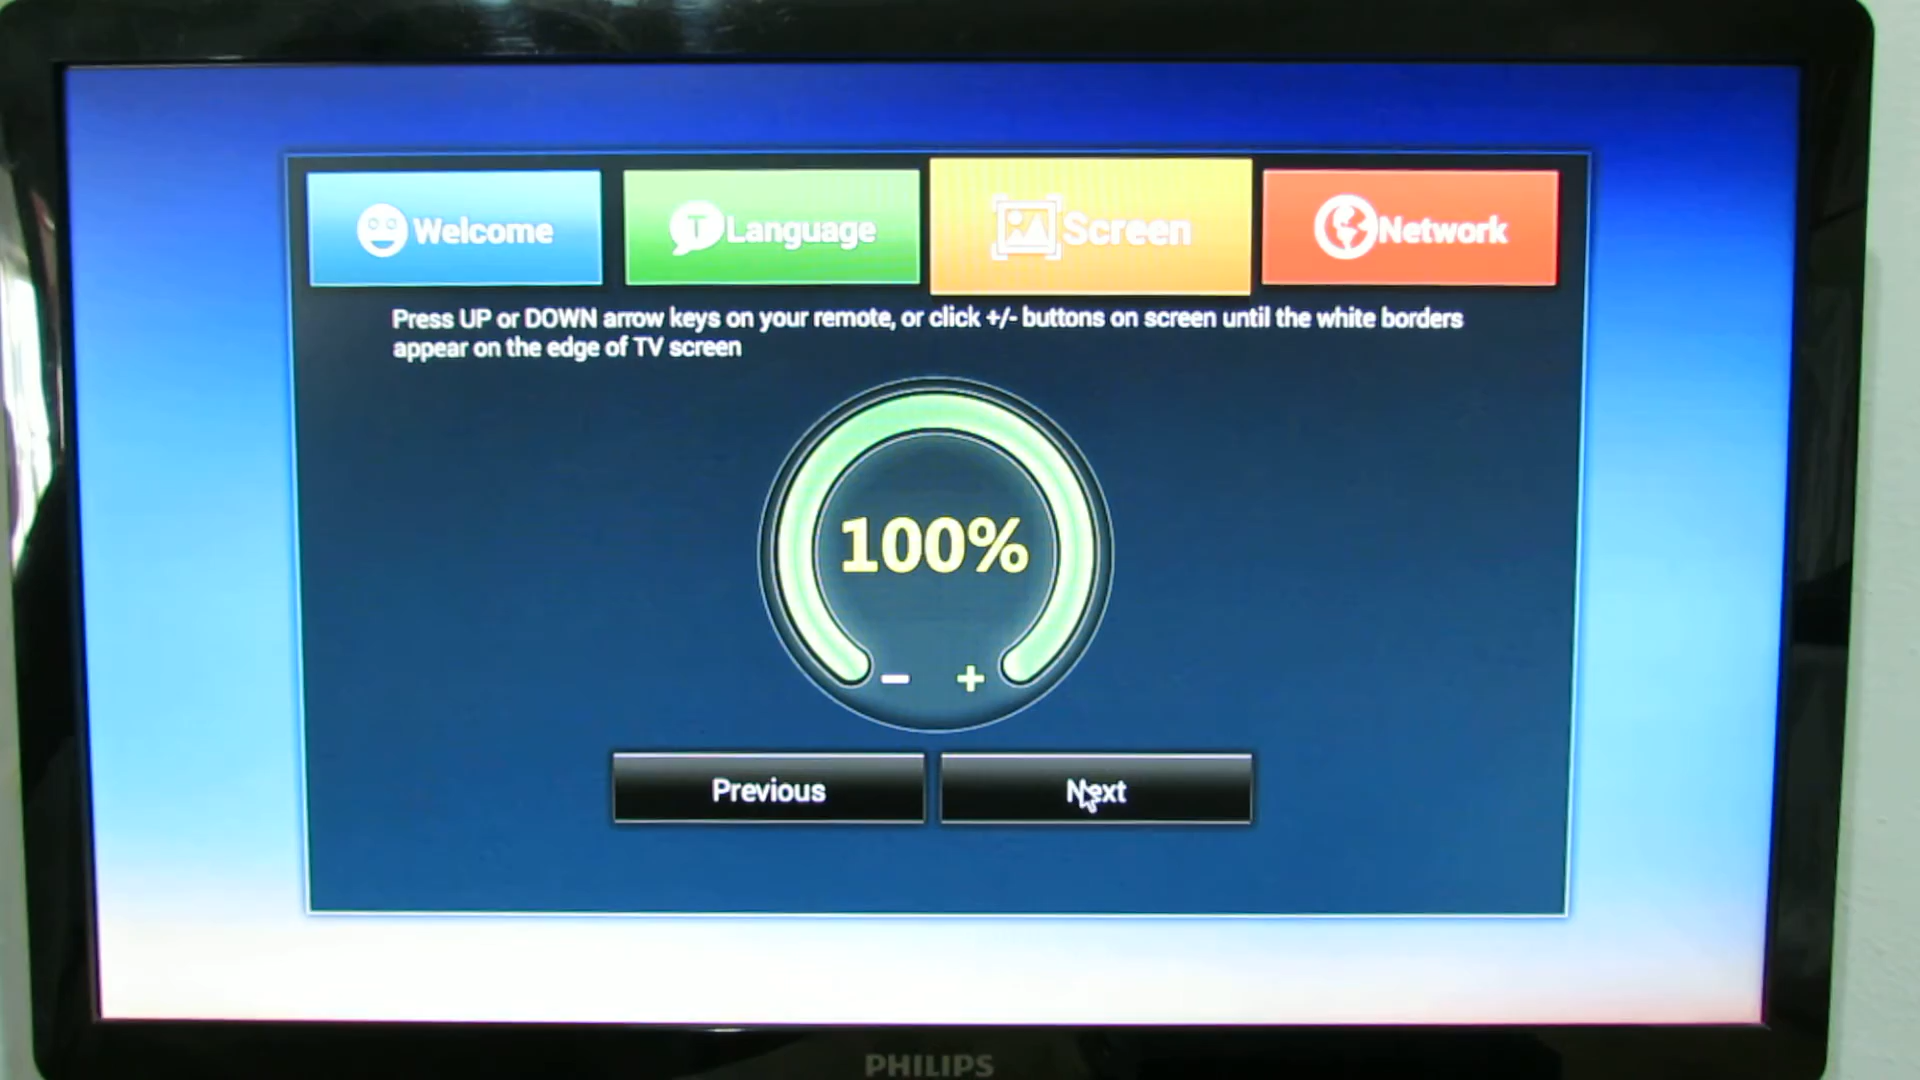 Welcome
Language
Screen
Network
Press UP or DOWN arrow keys on your remote, or click +/- buttons on screen until the white borders
appear on the edge of TV screen
100%
- +
Previous
Next
PHILIPS